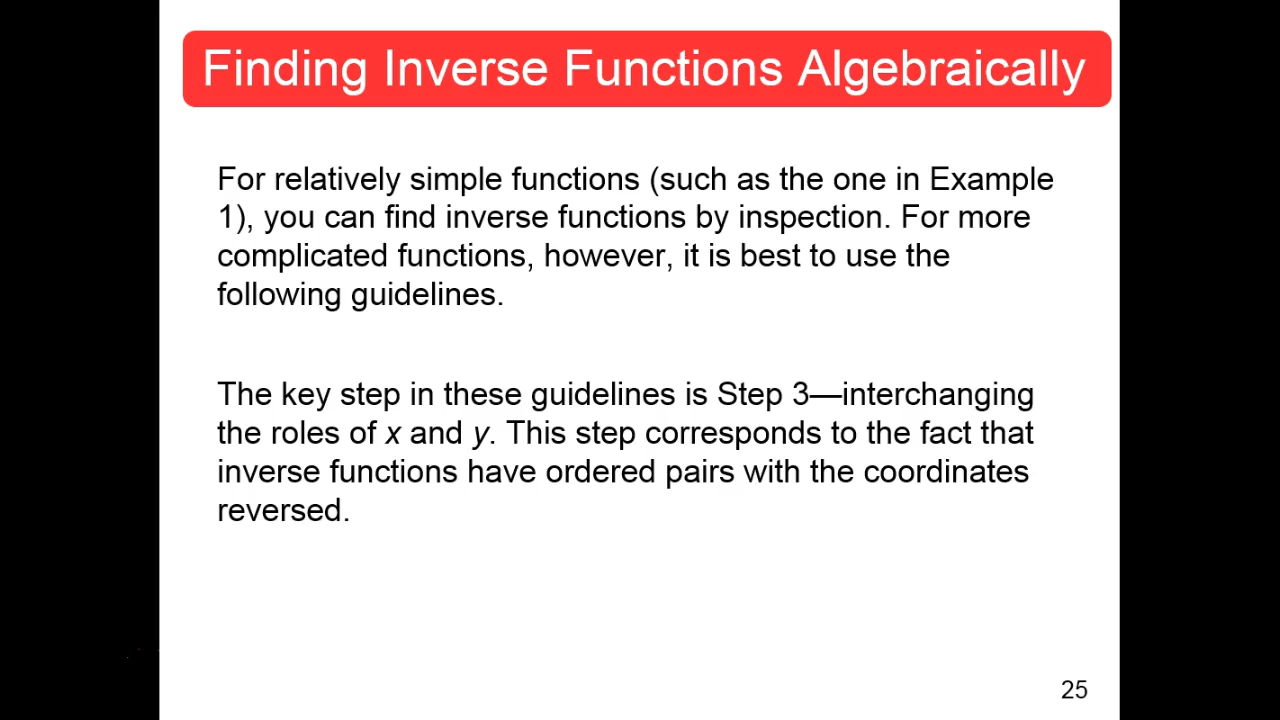 Finding Inverse Functions Algebraically
For relatively simple functions (such as the one in Example
1), you can find inverse functions by inspection. For more
complicated functions, however, it is best to use the
following guidelines.
The key step in these guidelines is Step 3—interchanging
the roles of x and y. This step corresponds to the fact that
inverse functions have ordered pairs with the coordinates
reversed.
25